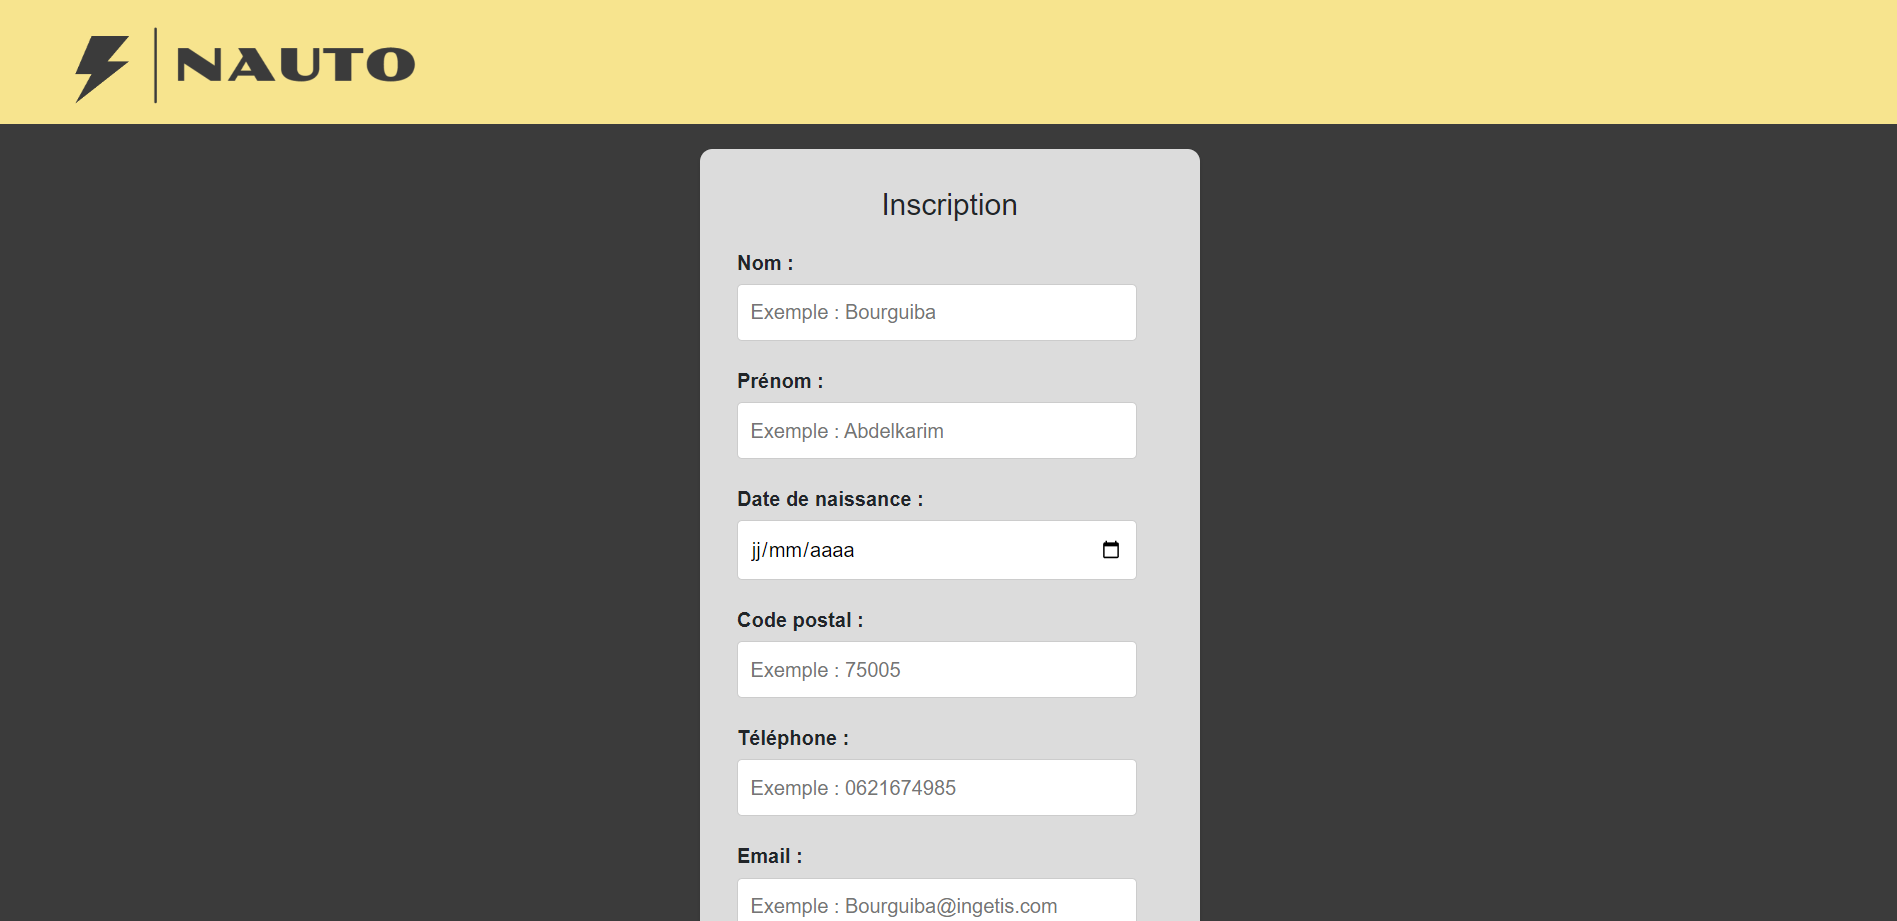 NAUTO
Inscription
Nom :
Exemple : Bourguiba
Prénom :
Exemple : Abdelkarim
Date de naissance :
jj/mm/aaaa
Code postal :
Exemple : 75005
Téléphone :
Exemple : 0621674985
Email :
Exemple : Bourguiba@ingetis.com